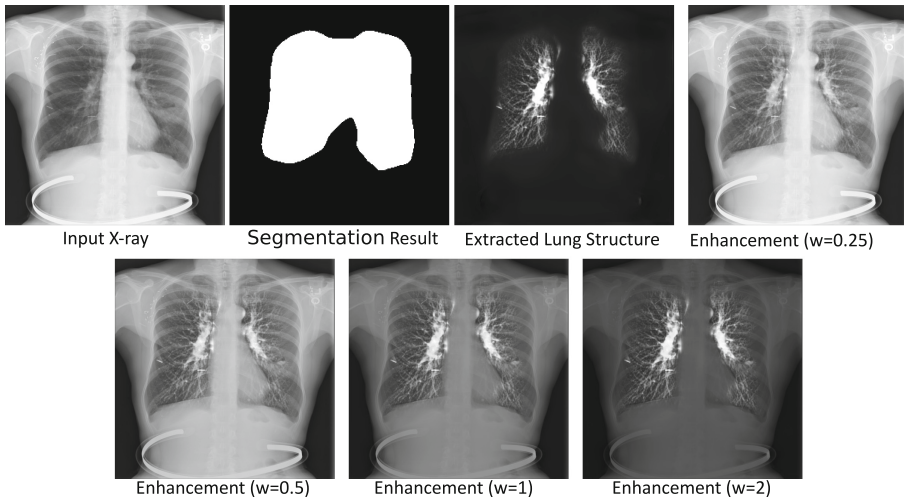 Input X-ray
Segmentation Result
Extracted Lung Structure
Enhancement (w=0.25)
Enhancement (w=0.5)
Enhancement (w=1)
Enhancement (w=2)